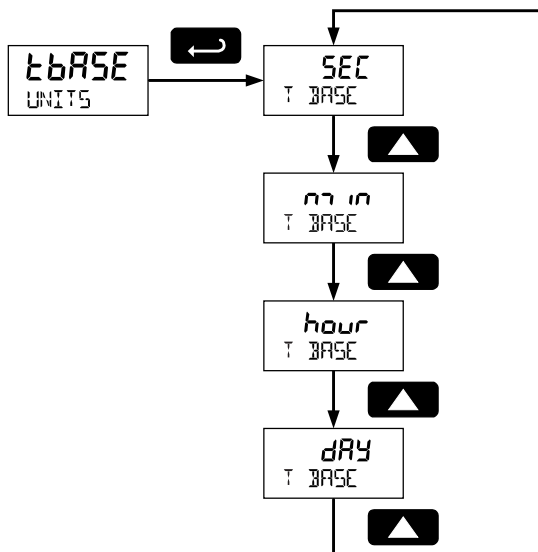 tbASE
UNITS
SEC
T BASE
min
T BASE
hour
T BASE
dAY
T BASE